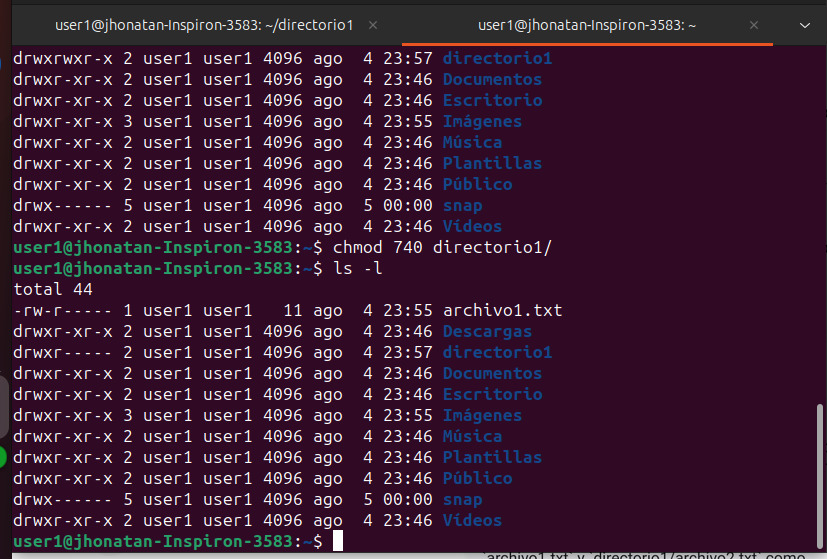 user1@jhonatan-Inspiron-3583: ~/directorio1 × user1@jhonatan-Inspiron-3583: ~ ×
drwxrwxr-x 2 user1 user1 4096 ago  4 23:57 directorio1
drwxr-xr-x 2 user1 user1 4096 ago  4 23:46 Documentos
drwxr-xr-x 2 user1 user1 4096 ago  4 23:46 Escritorio
drwxr-xr-x 3 user1 user1 4096 ago  4 23:55 Imágenes
drwxr-xr-x 2 user1 user1 4096 ago  4 23:46 Música
drwxr-xr-x 2 user1 user1 4096 ago  4 23:46 Plantillas
drwxr-xr-x 2 user1 user1 4096 ago  4 23:46 Público
drwx------ 5 user1 user1 4096 ago  5 00:00 snap
drwxr-xr-x 2 user1 user1 4096 ago  4 23:46 Vídeos
user1@jhonatan-Inspiron-3583:~$ chmod 740 directorio1/
user1@jhonatan-Inspiron-3583:~$ ls -l
total 44
-rw-r----- 1 user1 user1   11 ago  4 23:55 archivo1.txt
drwxr-xr-x 2 user1 user1 4096 ago  4 23:46 Descargas
drwxr----- 2 user1 user1 4096 ago  4 23:57 directorio1
drwxr-xr-x 2 user1 user1 4096 ago  4 23:46 Documentos
drwxr-xr-x 2 user1 user1 4096 ago  4 23:46 Escritorio
drwxr-xr-x 3 user1 user1 4096 ago  4 23:55 Imágenes
drwxr-xr-x 2 user1 user1 4096 ago  4 23:46 Música
drwxr-xr-x 2 user1 user1 4096 ago  4 23:46 Plantillas
drwxr-xr-x 2 user1 user1 4096 ago  4 23:46 Público
drwx------ 5 user1 user1 4096 ago  5 00:00 snap
drwxr-xr-x 2 user1 user1 4096 ago  4 23:46 Vídeos
user1@jhonatan-Inspiron-3583:~$
`archivo1.txt` y `directorio1/archivo2.txt` como